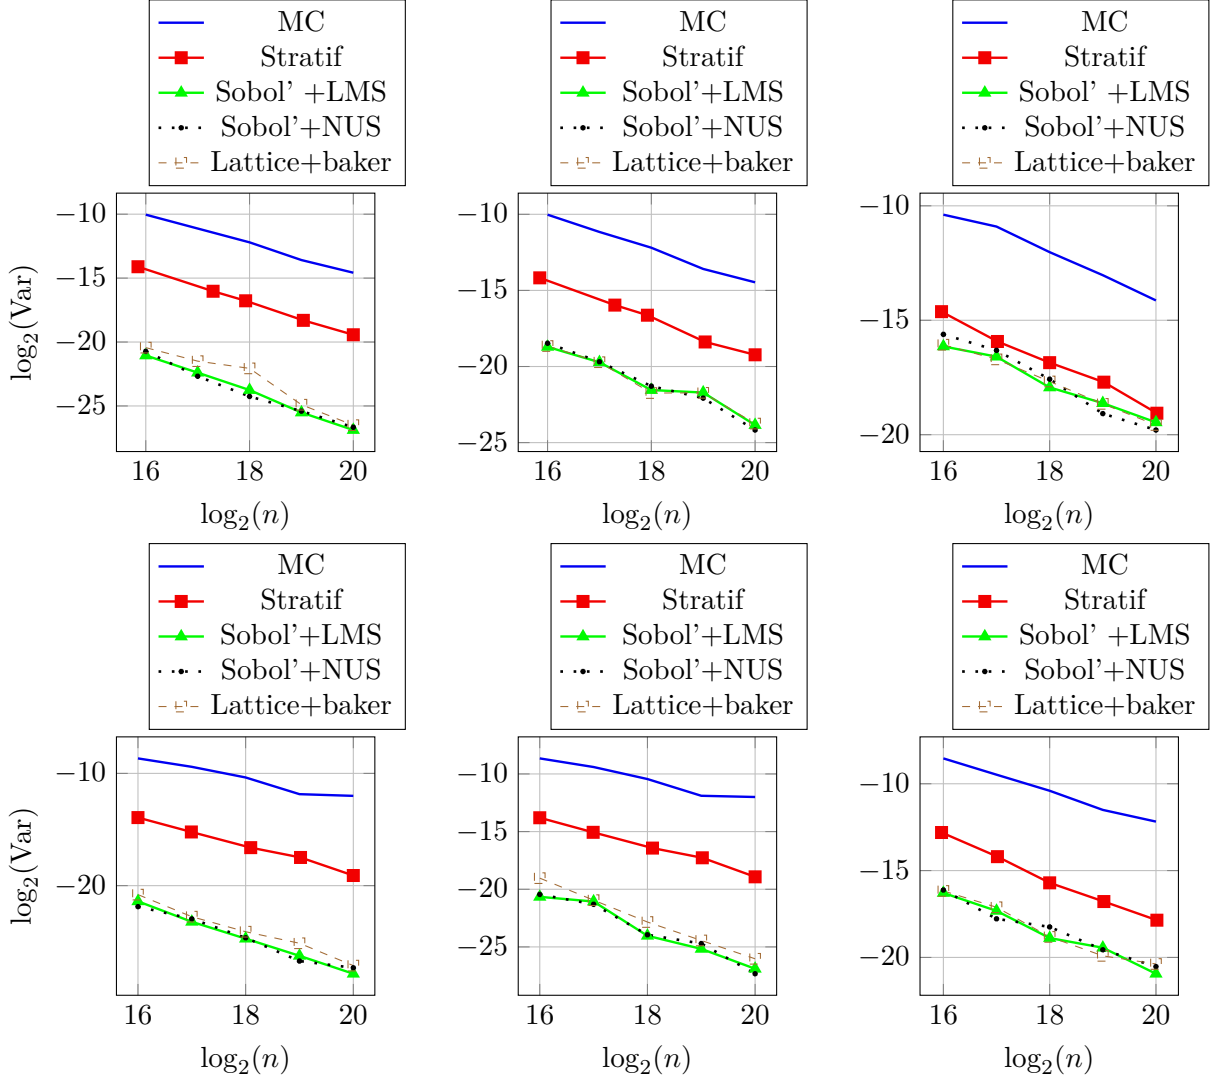 MC
Stratif
Sobol' +LMS
Sobol'+NUS
Lattice+baker
−10
−15
−20
−25
16
18
20
log₂(n)
log₂(Var)
MC
Stratif
Sobol'+LMS
Sobol'+NUS
Lattice+baker
−10
−15
−20
−25
16
18
20
log₂(n)
MC
Stratif
Sobol' +LMS
Sobol'+NUS
Lattice+baker
−10
−15
−20
16
18
20
log₂(n)
MC
Stratif
Sobol'+LMS
Sobol'+NUS
Lattice+baker
−10
−20
16
18
20
log₂(n)
log₂(Var)
MC
Stratif
Sobol'+LMS
Sobol'+NUS
Lattice+baker
−10
−15
−20
−25
16
18
20
log₂(n)
MC
Stratif
Sobol' +LMS
Sobol'+NUS
Lattice+baker
−10
−15
−20
16
18
20
log₂(n)